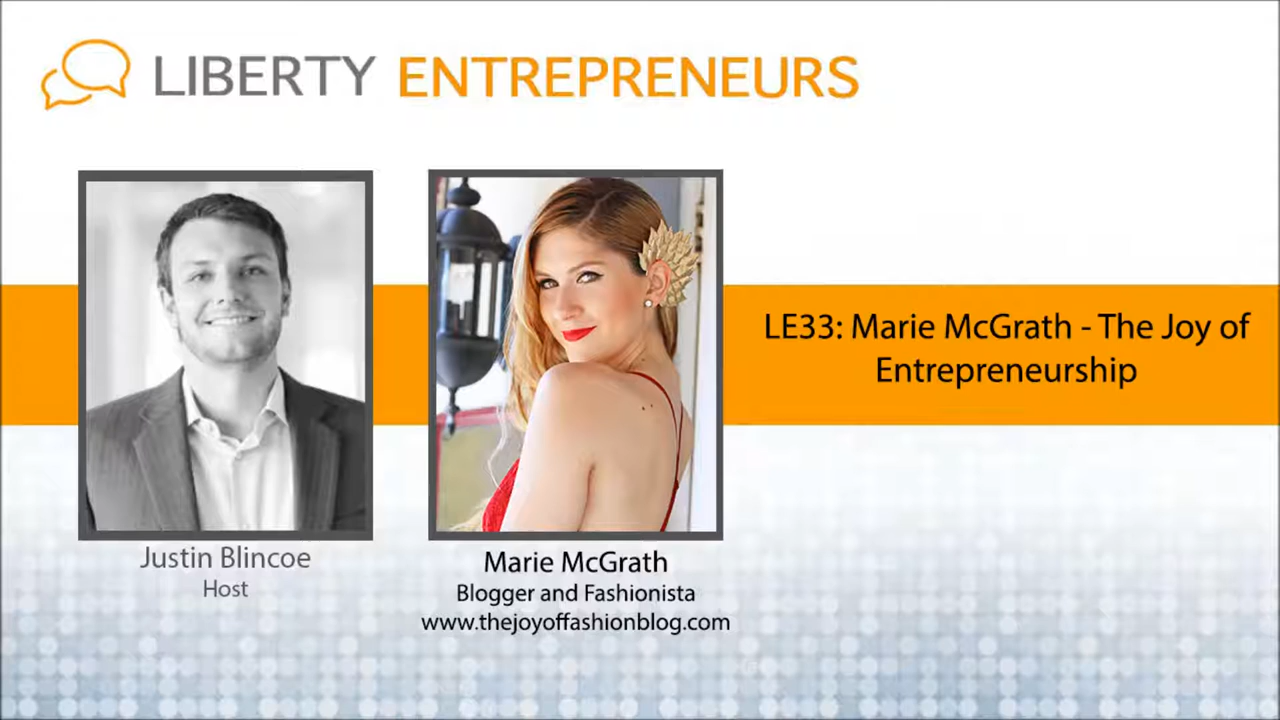 LIBERTY ENTREPRENEURS
LE33: Marie McGrath - The Joy of
Entrepreneurship
Justin Blincoe
Host
Marie McGrath
Blogger and Fashionista
www.thejoyoffashionblog.com